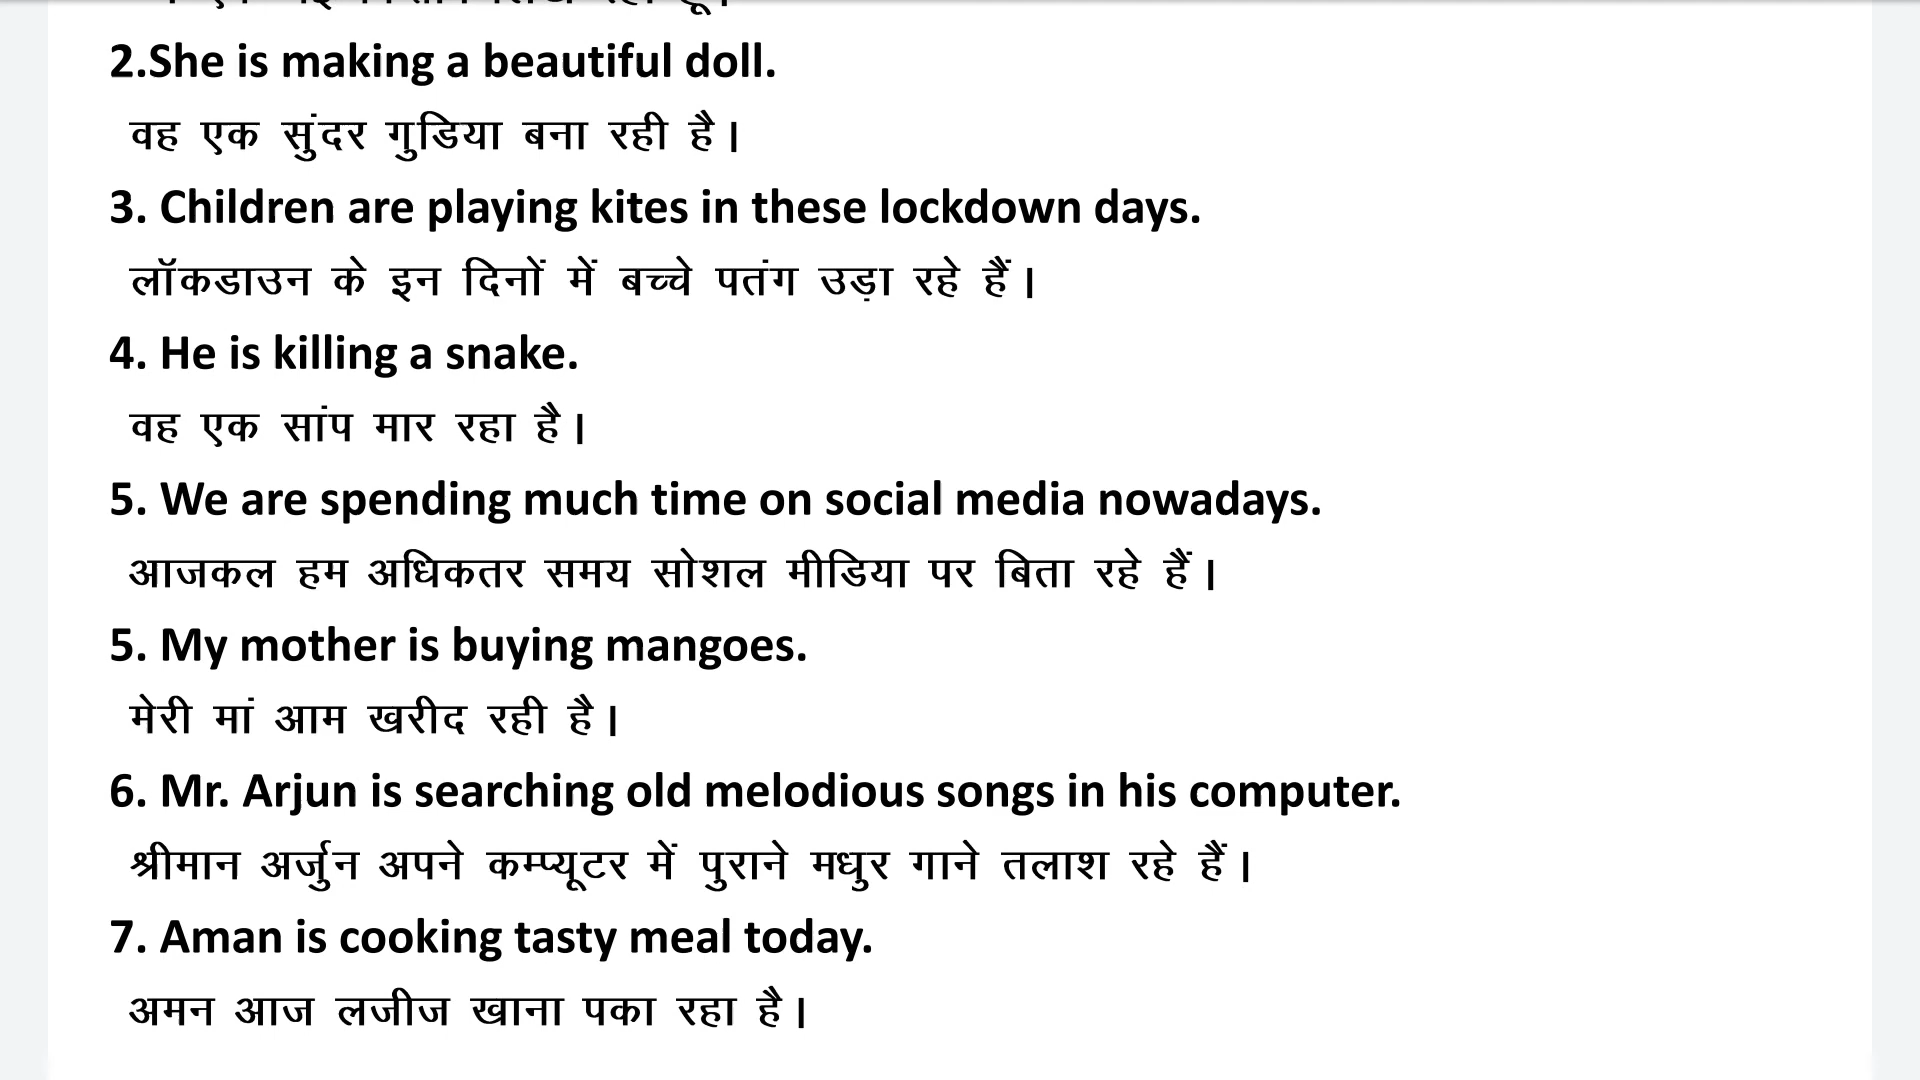 2.She is making a beautiful doll.
वह एक सुंदर गुडिया बना रही है।
3. Children are playing kites in these lockdown days.
लॉकडाउन के इन दिनों में बच्चे पतंग उड़ा रहे हैं।
4. He is killing a snake.
वह एक सांप मार रहा है।
5. We are spending much time on social media nowadays.
आजकल हम अधिकतर समय सोशल मीडिया पर बिता रहे हैं।
5. My mother is buying mangoes.
मेरी मां आम खरीद रही है।
6. Mr. Arjun is searching old melodious songs in his computer.
श्रीमान अर्जुन अपने कम्प्यूटर में पुराने मधुर गाने तलाश रहे हैं।
7. Aman is cooking tasty meal today.
अमन आज लजीज खाना पका रहा है।